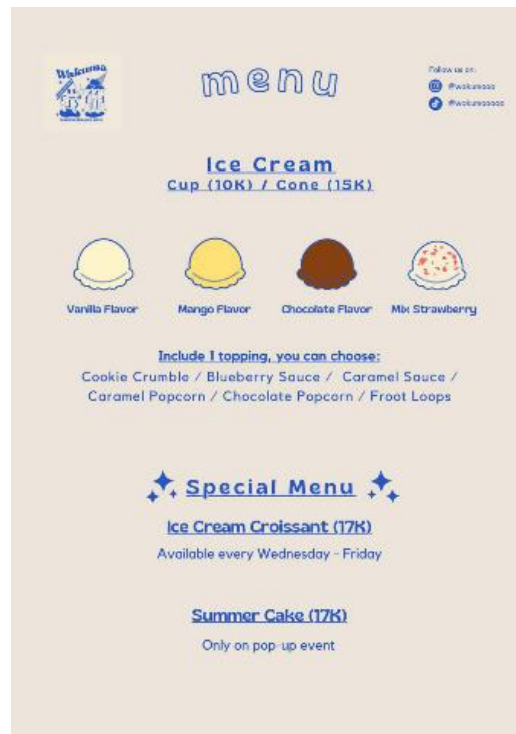 Wakuma
menu
Follow us on:
Ice Cream
Cup (10K) / Cone (15K)
Vanilla Flavor
Mango Flavor
Chocolate Flavor
Mix Strawberry
Include 1 topping, you can choose:
Cookie Crumble / Blueberry Sauce / Caramel Sauce /
Caramel Popcorn / Chocolate Popcorn / Froot Loops
Special Menu
Ice Cream Croissant (17K)
Available every Wednesday - Friday
Summer Cake (17K)
Only on pop-up event